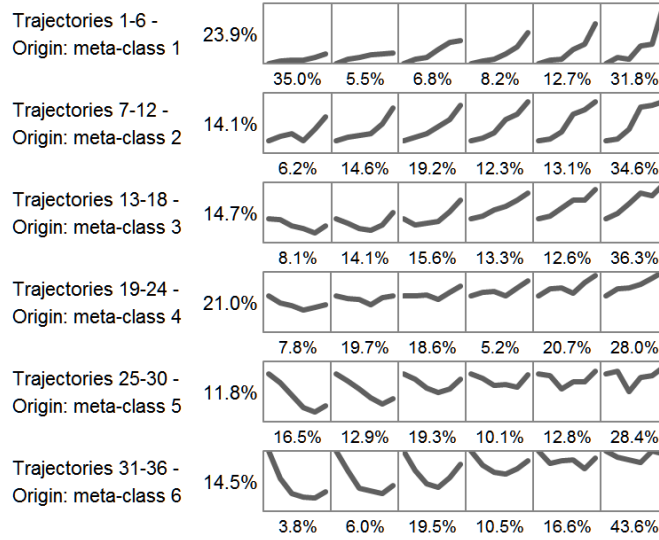 Trajectories 1-6 -
Origin: meta-class 1
23.9%
35.0% 5.5% 6.8% 8.2% 12.7% 31.8%
Trajectories 7-12 -
Origin: meta-class 2
14.1%
6.2% 14.6% 19.2% 12.3% 13.1% 34.6%
Trajectories 13-18 -
Origin: meta-class 3
14.7%
8.1% 14.1% 15.6% 13.3% 12.6% 36.3%
Trajectories 19-24 -
Origin: meta-class 4
21.0%
7.8% 19.7% 18.6% 5.2% 20.7% 28.0%
Trajectories 25-30 -
Origin: meta-class 5
11.8%
16.5% 12.9% 19.3% 10.1% 12.8% 28.4%
Trajectories 31-36 -
Origin: meta-class 6
14.5%
3.8% 6.0% 19.5% 10.5% 16.6% 43.6%